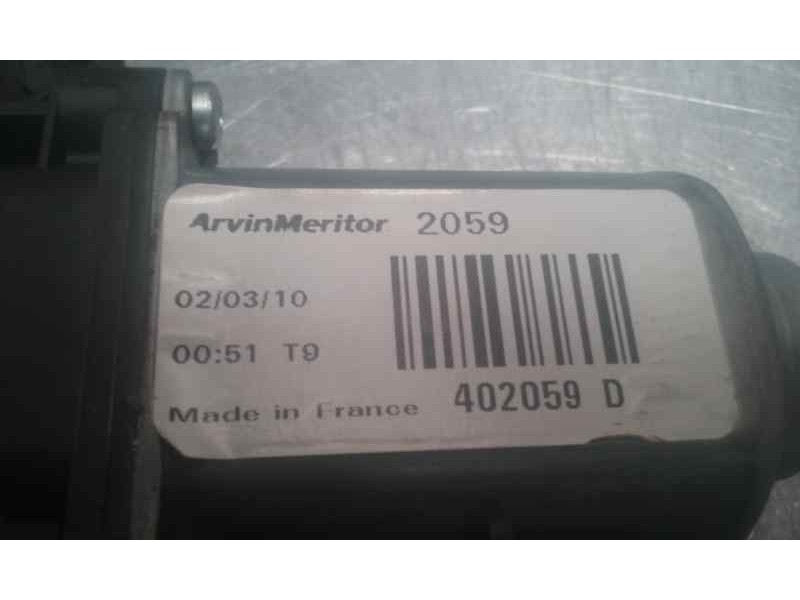 ArvinMeritor 2059
02/03/10
00:51 T9
Made in France 402059 D